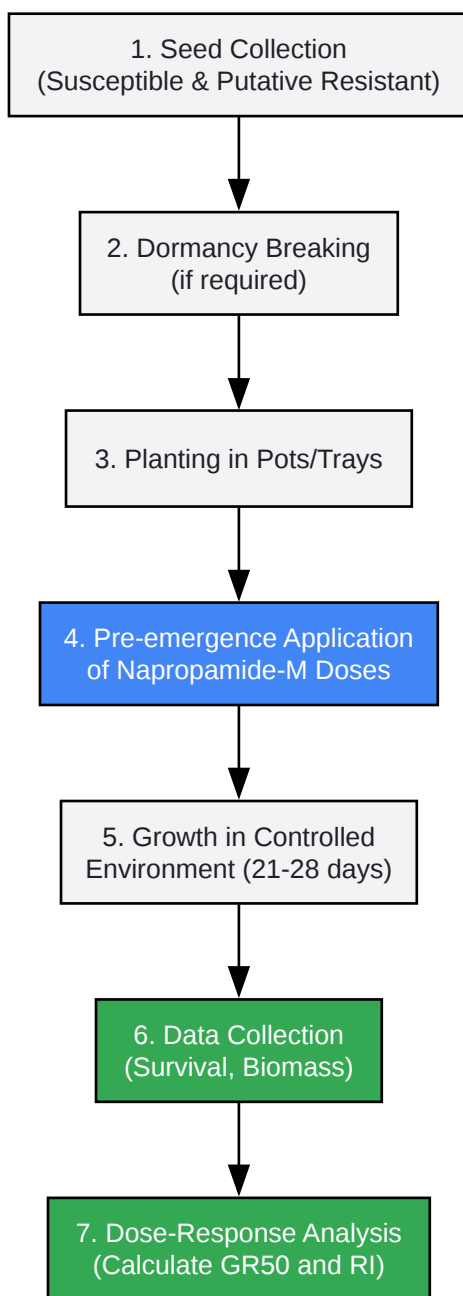 1. Seed Collection
(Susceptible & Putative Resistant)
2. Dormancy Breaking
(if required)
3. Planting in Pots/Trays
4. Pre-emergence Application
of Napropamide-M Doses
5. Growth in Controlled
Environment (21-28 days)
6. Data Collection
(Survival, Biomass)
7. Dose-Response Analysis
(Calculate GR50 and RI)